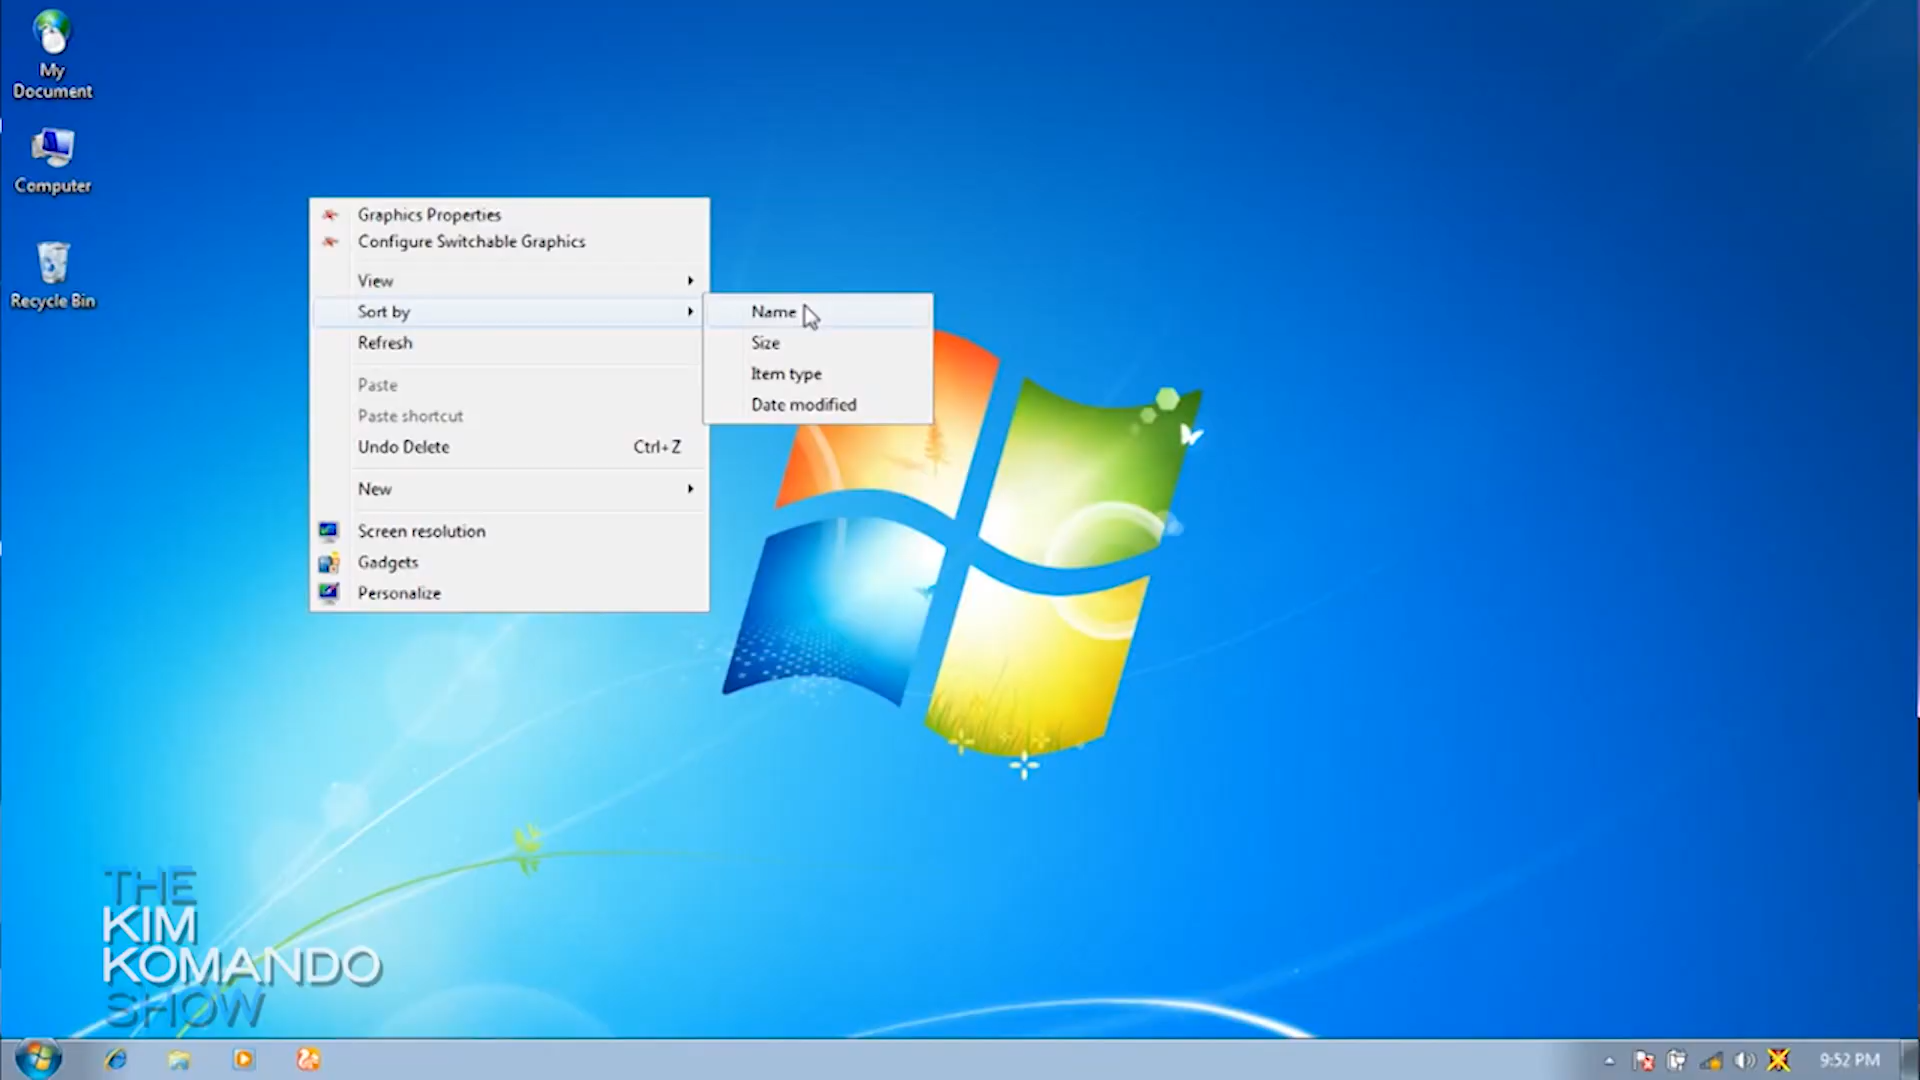 My
Document
Computer
Recycle Bin
Graphics Properties
Configure Switchable Graphics
View
Sort by
Refresh
Paste
Paste shortcut
Undo Delete Ctrl+Z
New
Screen resolution
Gadgets
Personalize
Name
Size
Item type
Date modified
THE
KIM
KOMANDO
SHOW
9:52 PM